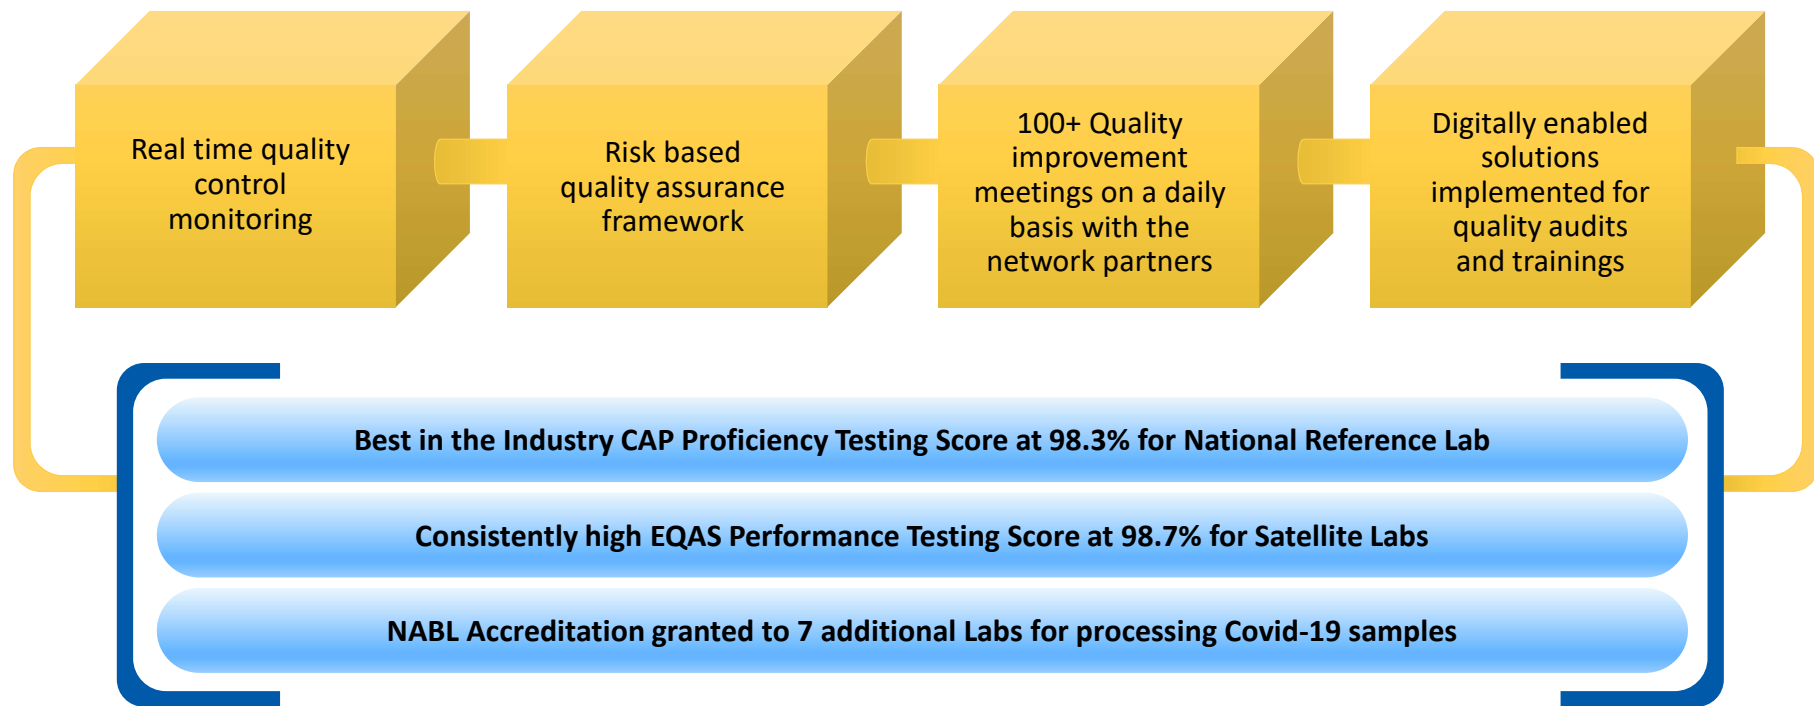 Real time quality
control
monitoring
Risk based
quality assurance
framework
100+ Quality
improvement
meetings on a daily
basis with the
network partners
Digitally enabled
solutions
implemented for
quality audits
and trainings
Best in the Industry CAP Proficiency Testing Score at 98.3% for National Reference Lab
Consistently high EQAS Performance Testing Score at 98.7% for Satellite Labs
NABL Accreditation granted to 7 additional Labs for processing Covid-19 samples